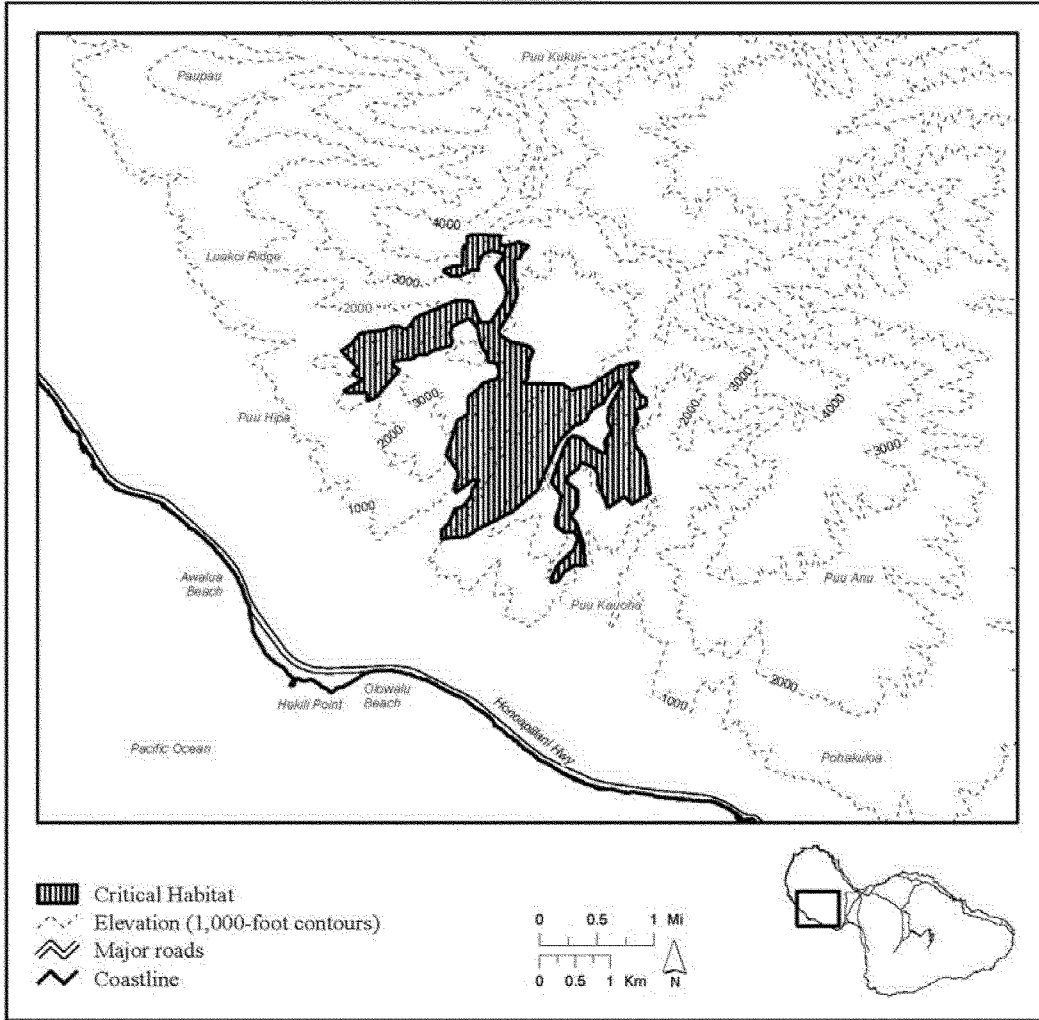 Puu Kukui
Paupau
4000
Luakoi Ridge
3000
2000
3000
2000
3000
4000
Puu Hipa
2000
3000
1000
Awalua
Beach
Puu Anu
Puu Kauoha
2000
1000
Hekili Point
Olowalu
Beach
Honoapiilani Hwy
Pacific Ocean
Pohakuloa
Critical Habitat
Elevation (1,000-foot contours)
Major roads
Coastline
0 0.5 1 Mi
0 0.5 1 Km
N